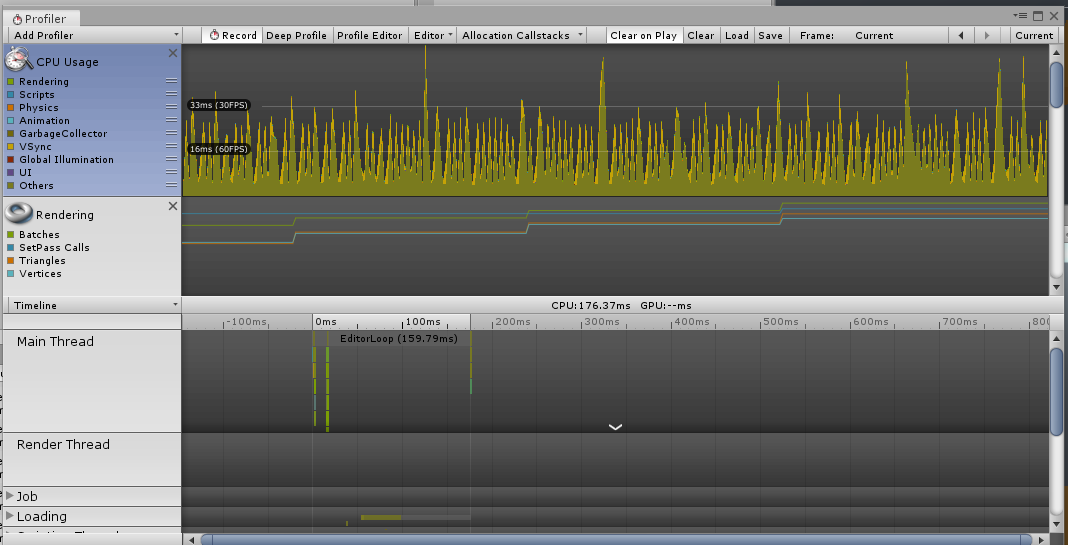 Profiler
Add Profiler Record Deep Profile Profile Editor Editor Allocation Callstacks Clear on Play Clear Load Save Frame: Current Current
CPU Usage
Rendering
Scripts
Physics
Animation
GarbageCollector
VSync
Global Illumination
UI
Others
33ms (30FPS)
16ms (60FPS)
Rendering
Batches
SetPass Calls
Triangles
Vertices
Timeline CPU:176.37ms GPU:--ms
-100ms 0ms 100ms 200ms 300ms 400ms 500ms 600ms 700ms 800
Main Thread EditorLoop (159.79ms)
Render Thread
Job
Loading